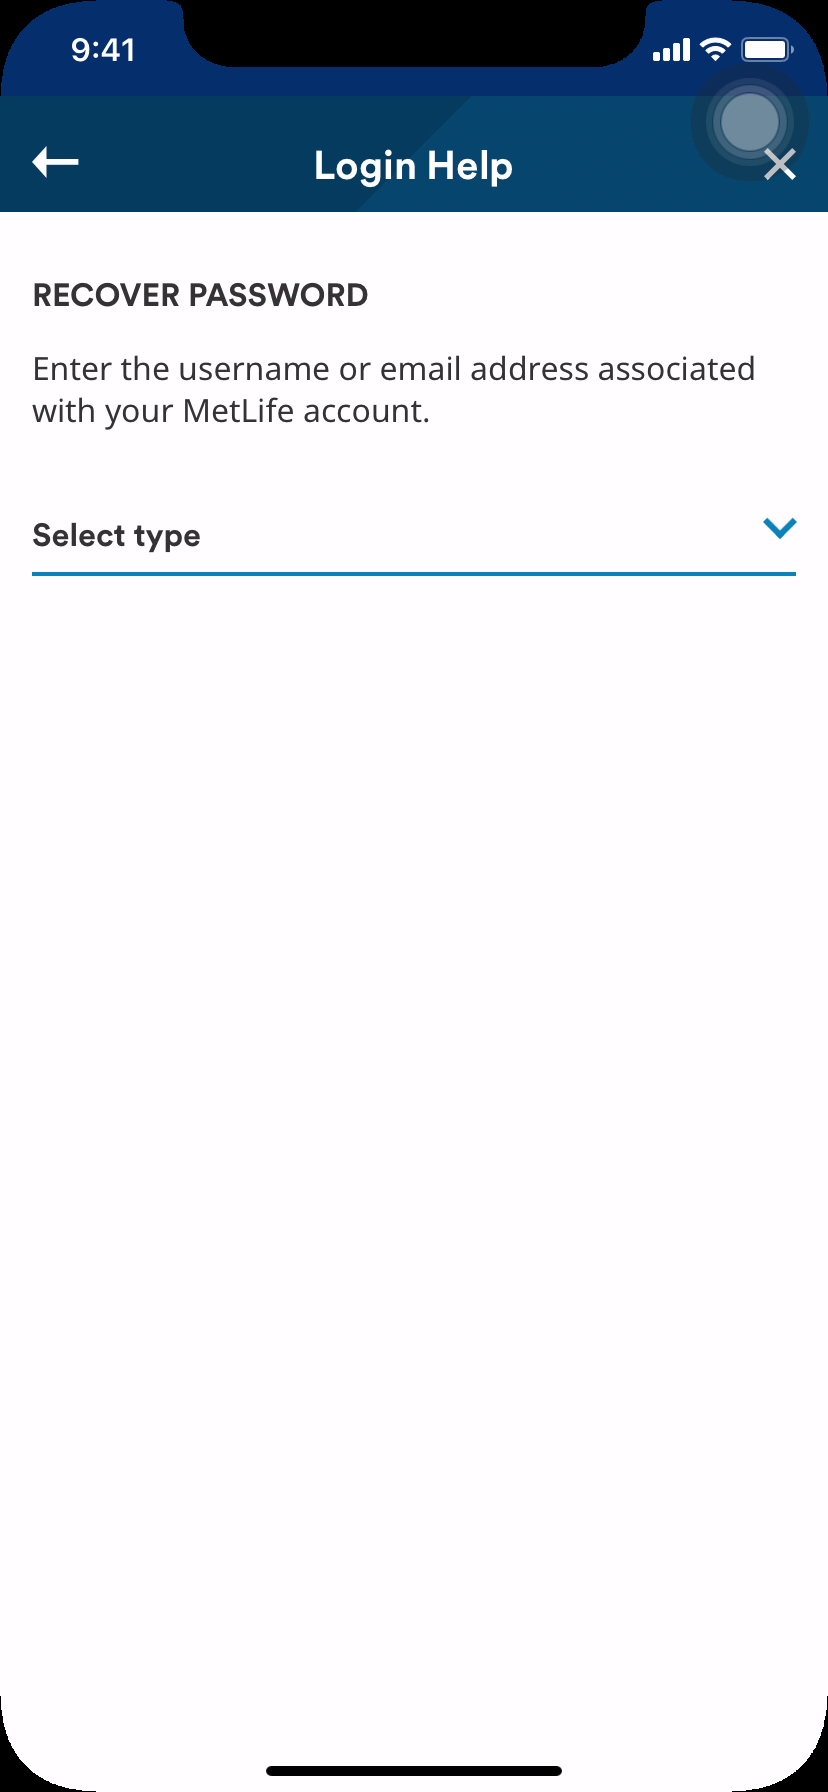 9:41
Login Help
RECOVER PASSWORD
Enter the username or email address associated
with your MetLife account.
Select type